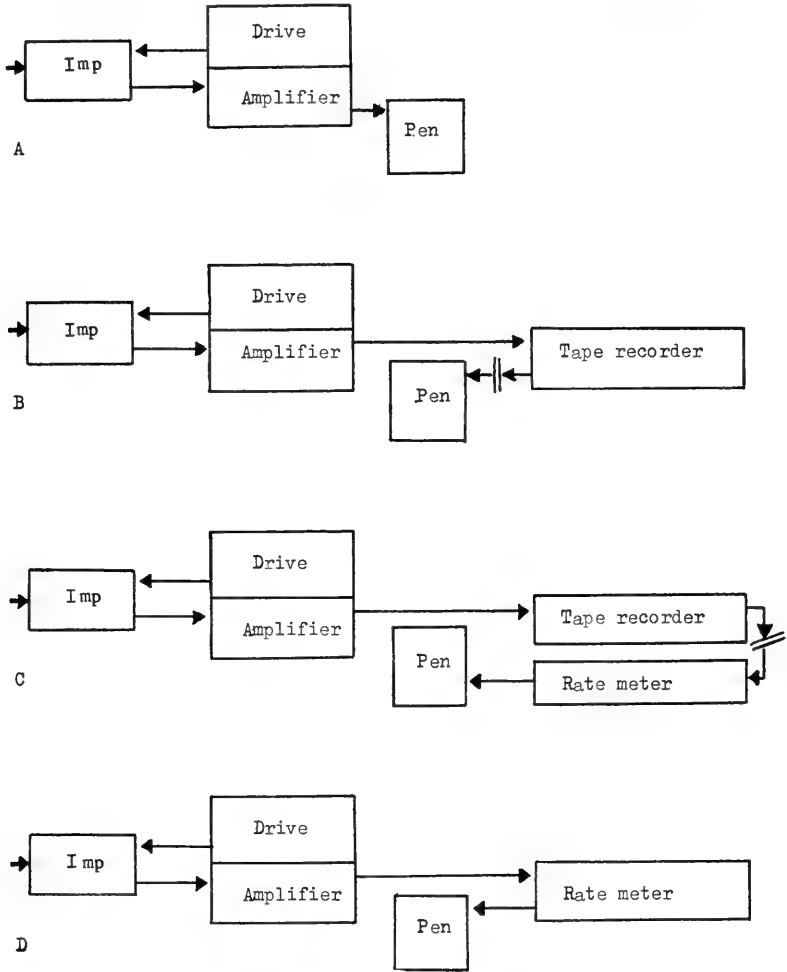 Drive
Imp
Amplifier
Pen
A
Drive
Imp
Amplifier
Tape recorder
Pen
B
Drive
Imp
Amplifier
Tape recorder
Pen
Rate meter
C
Drive
Imp
Amplifier
Rate meter
Pen
D